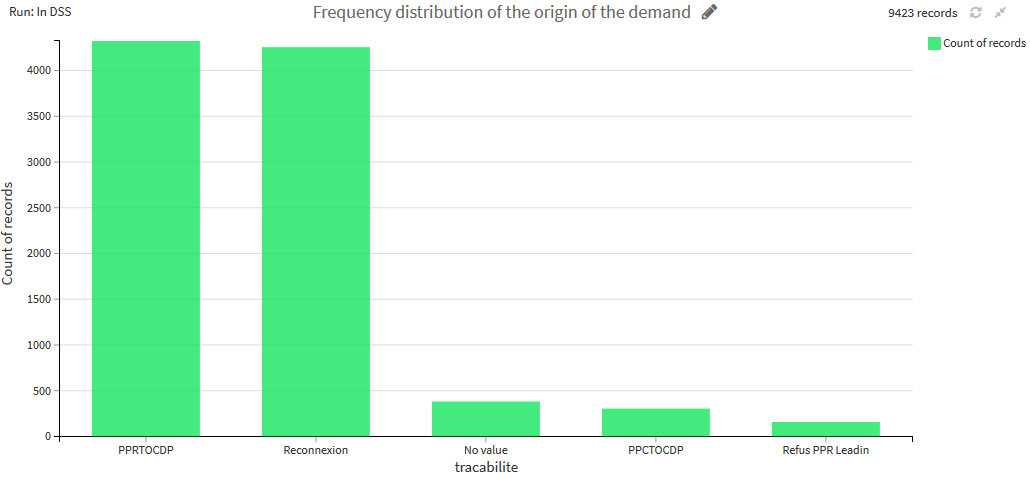 Run: In DSS
Frequency distribution of the origin of the demand
9423 records
Count of records
Count of records
4000
3500
3000
2500
2000
1500
1000
500
0
PPRTOCDP
Reconnexion
No value
PPCTOCDP
Refus PPR Leadin
tracabilite